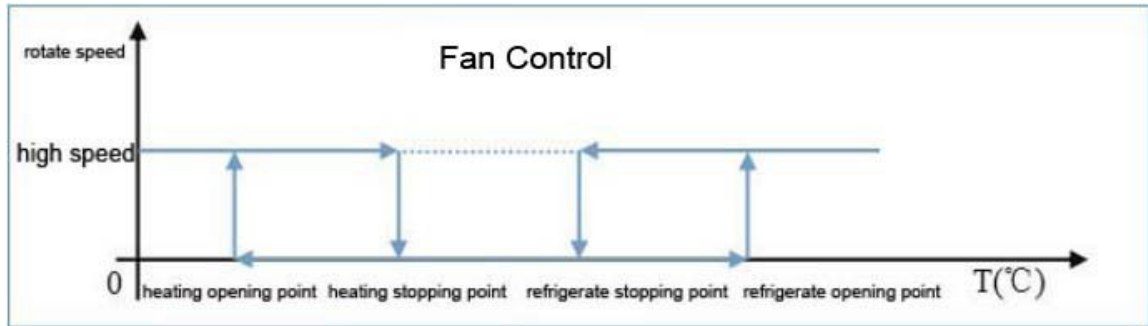 Fan Control
rotate speed
high speed
0
heating opening point
heating stopping point
refrigerate stopping point
refrigerate opening point
T(℃)